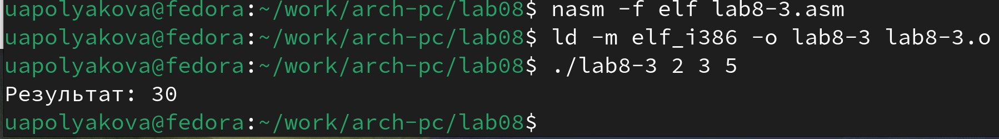 uapolyakova@fedora:~/work/arch-pc/lab08$ nasm -f elf lab8-3.asm
uapolyakova@fedora:~/work/arch-pc/lab08$ ld -m elf_i386 -o lab8-3 lab8-3.o
uapolyakova@fedora:~/work/arch-pc/lab08$ ./lab8-3 2 3 5
Результат: 30
uapolyakova@fedora:~/work/arch-pc/lab08$